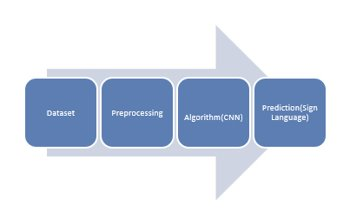 Dataset
Preprocessing
Algorithm(CNN)
Prediction(Sign
Language)